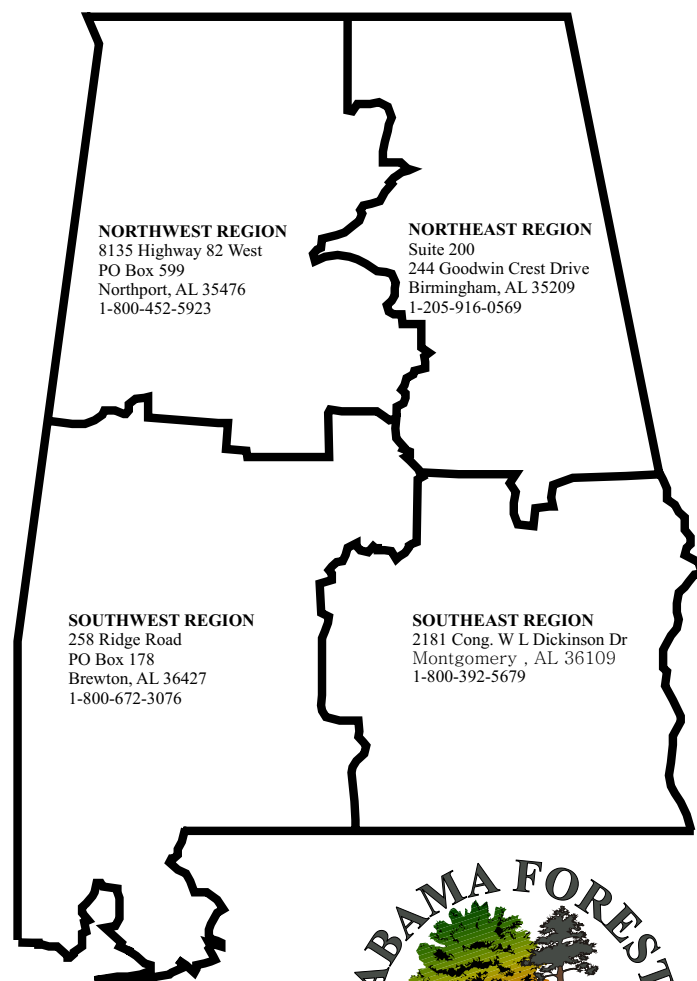 NORTHWEST REGION
8135 Highway 82 West
PO Box 599
Northport, AL 35476
1-800-452-5923
NORTHEAST REGION
Suite 200
244 Goodwin Crest Drive
Birmingham, AL 35209
1-205-916-0569
SOUTHWEST REGION
258 Ridge Road
PO Box 178
Brewton, AL 36427
1-800-672-3076
SOUTHEAST REGION
2181 Cong. W L Dickinson Dr
Montgomery , AL 36109
1-800-392-5679
ABAMA FOREST